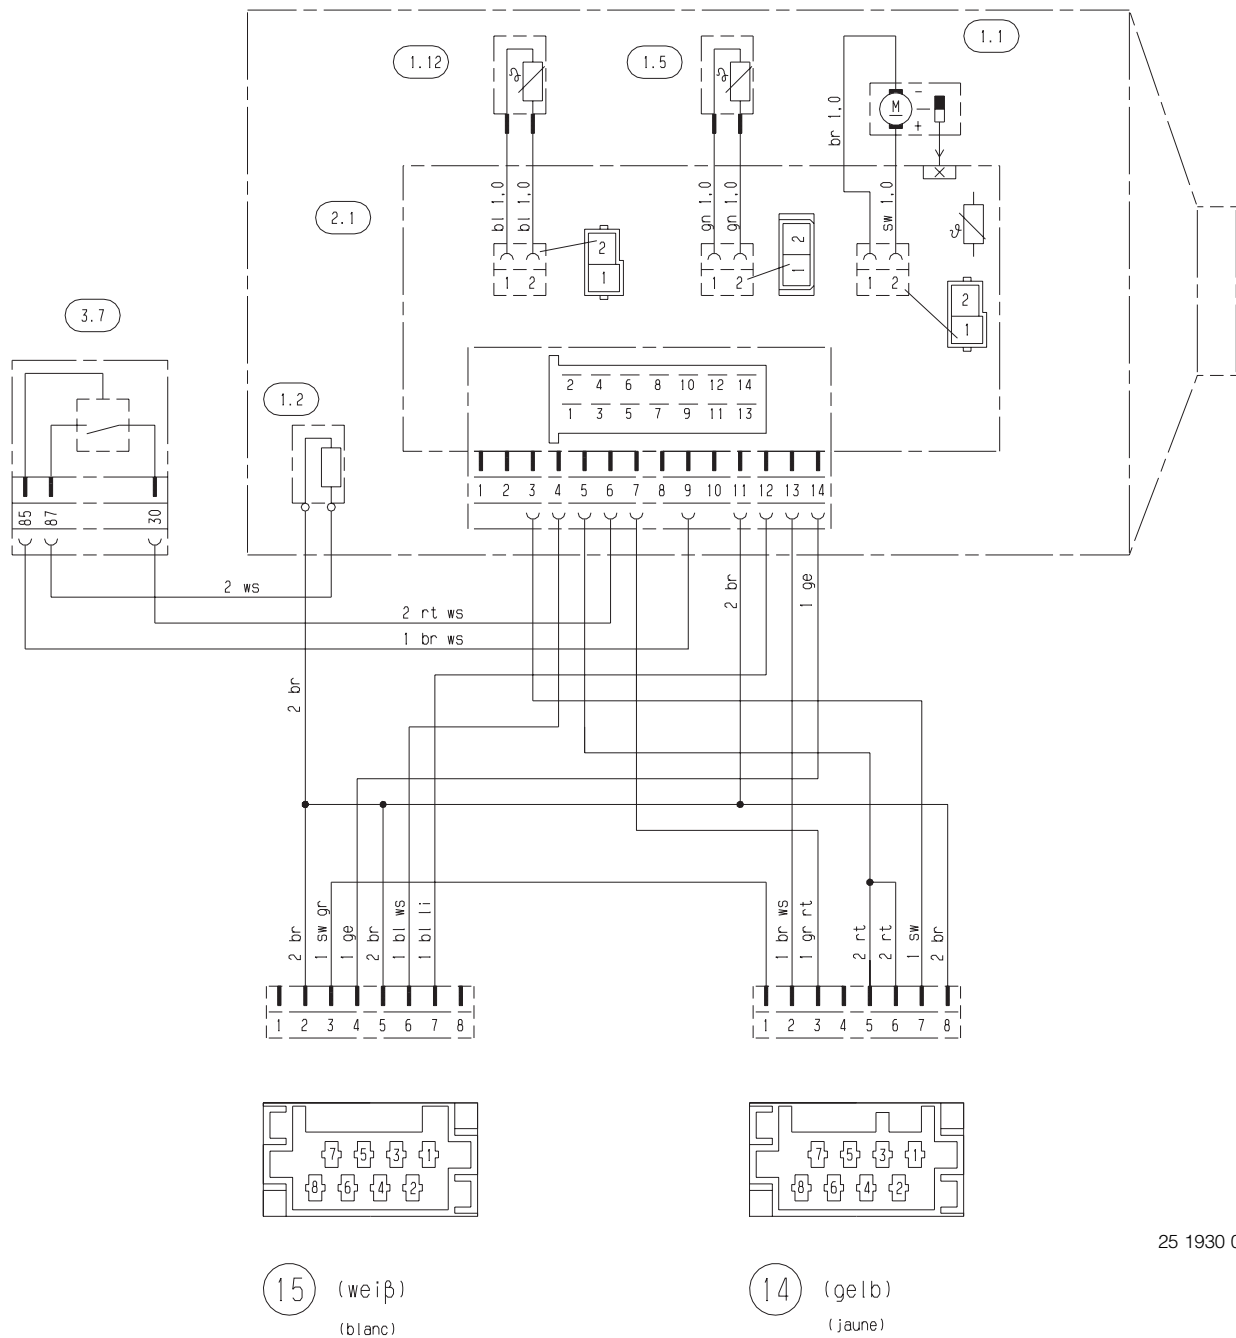 1.12
1.5
1.1
ϑ
ϑ
M
-
+
br 1,0
2.1
bl 1,0
bl 1,0
gn 1,0
gn 1,0
sw 1,0
ϑ
2
1
2
1
1 2
1 2
1 2
2
1
3.7
1.2
2 4 6 8 10 12 14
1 3 5 7 9 11 13
1 2 3 4 5 6 7 8 9 10 11 12 13 14
85
87
30
2 ws
2 rt ws
1 br ws
2 br
1 ge
2 br
2 br
1 sw gr
1 ge
2 br
1 bl ws
1 bl li
1 br ws
1 gr rt
2 rt
2 rt
1 sw
2 br
1 2 3 4 5 6 7 8
1 2 3 4 5 6 7 8
7 5 3 1
8 6 4 2
7 5 3 1
8 6 4 2
25 1930 0
15 (weiß)
(blanc)
14 (gelb)
(jaune)